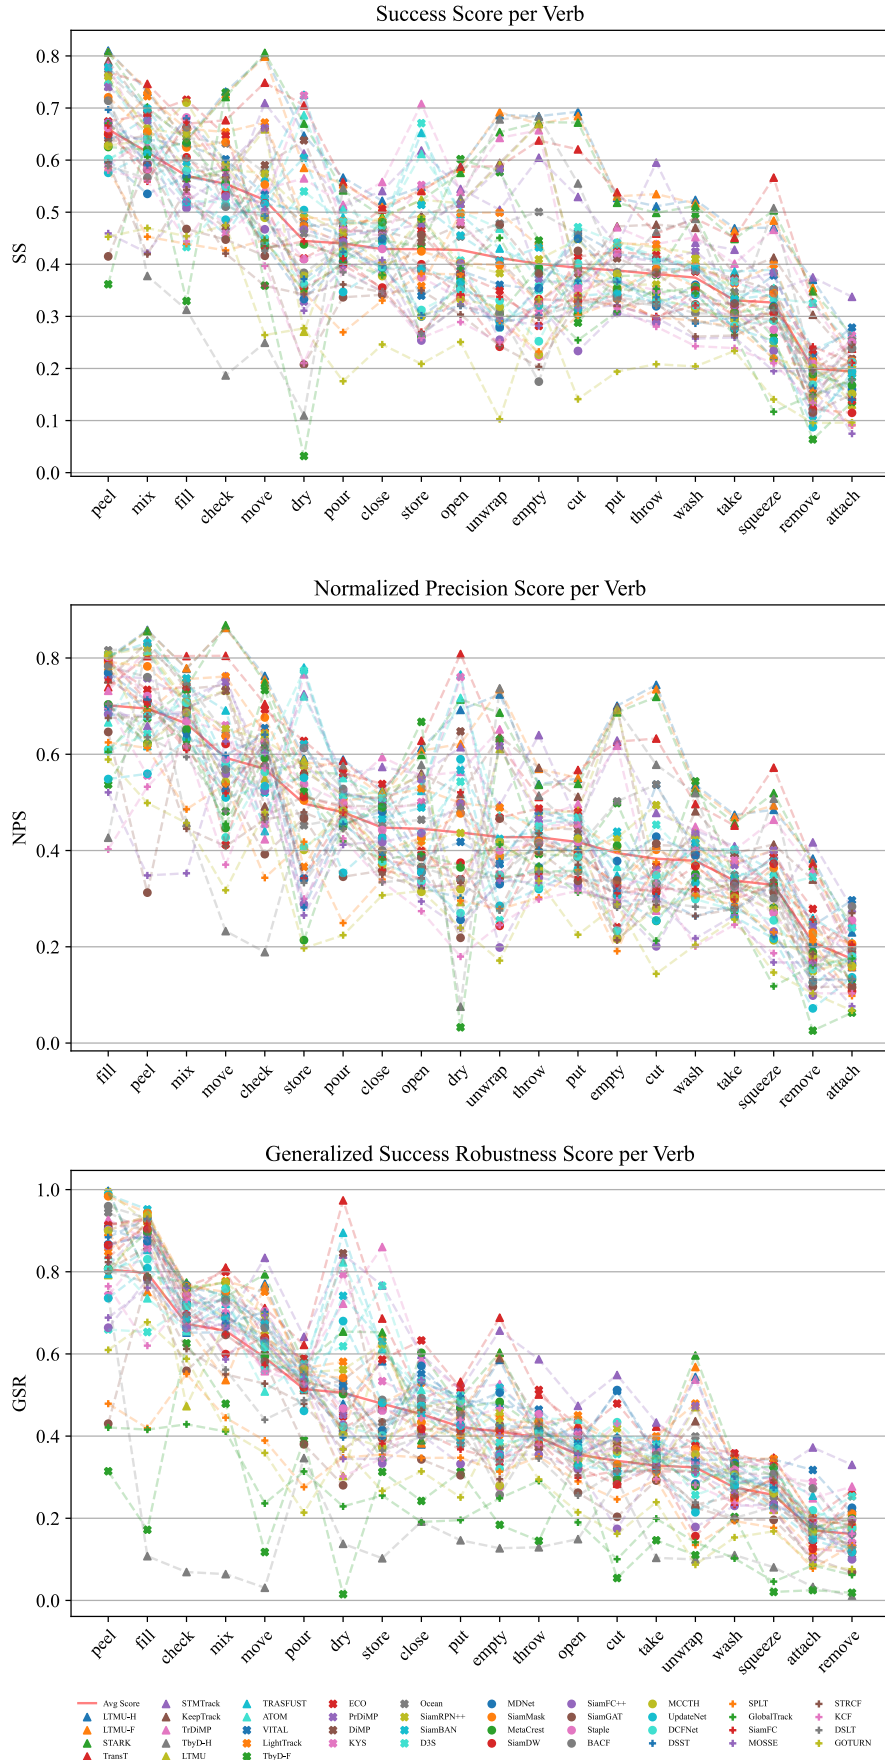 Success Score per Verb
0.8
0.7
0.6
0.5
0.4
0.3
0.2
0.1
0.0
SS
peel mix fill check move dry pour close store open unwrap empty cut put throw wash take squeeze remove attach
Normalized Precision Score per Verb
0.8
0.6
0.4
0.2
0.0
NPS
fill peel mix move check store pour close open dry unwrap throw put empty cut wash take squeeze remove attach
Generalized Success Robustness Score per Verb
1.0
0.8
0.6
0.4
0.2
0.0
GSR
peel fill check mix move pour dry store close put empty throw open cut take unwrap wash squeeze attach remove
Avg Score STMTrack TRASFUST ECO Ocean MDNet SiamFC++ MCCTH SPLT STRCF
LTMU-H KeepTrack ATOM PrDiMP SiamRPN++ SiamMask SiamGAT UpdateNet GlobalTrack KCF
LTMU-F TrDiMP VITAL DiMP SiamBAN MetaCrest Staple DCFNet SiamFC DSLT
STARK TbyD-H LightTrack KYS D3S SiamDW BACF DSST MOSSE GOTURN
TransT LTMU TbyD-F